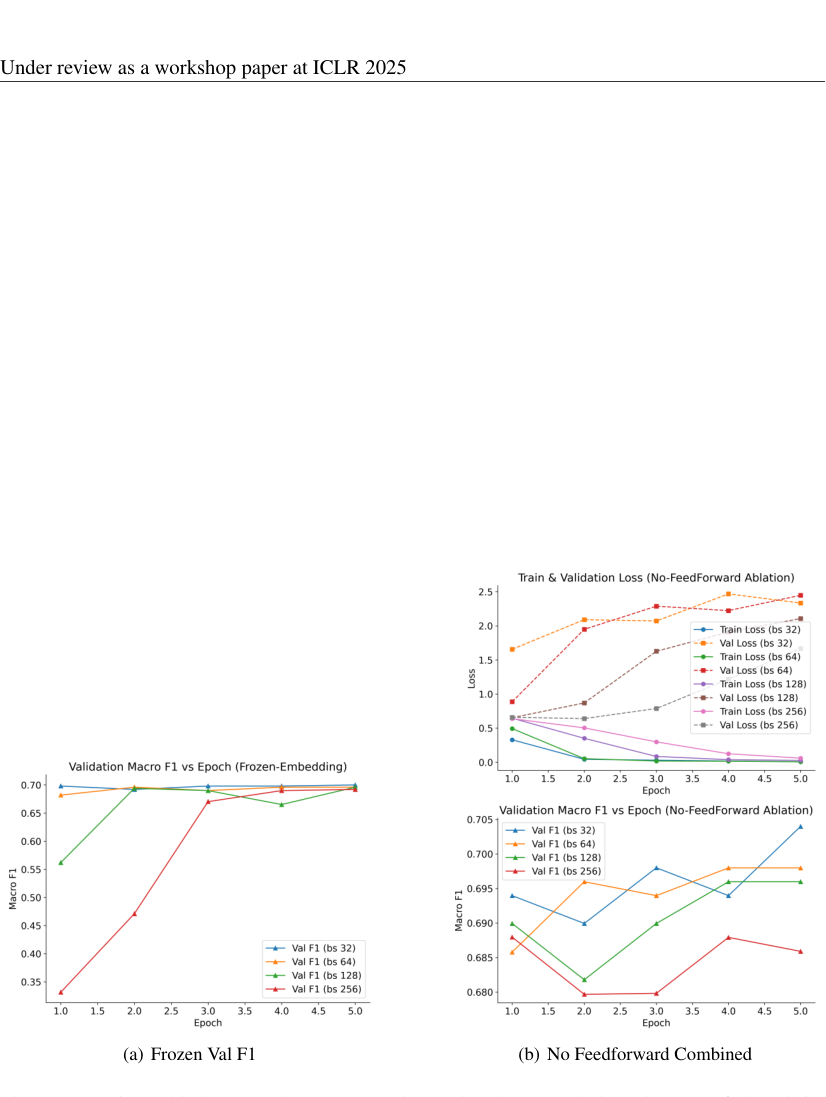 Under review as a workshop paper at ICLR 2025
Train & Validation Loss (No-FeedForward Ablation)
2.5
2.0
1.5
1.0
0.5
0.0
Loss
Train Loss (bs 32)
Val Loss (bs 32)
Train Loss (bs 64)
Val Loss (bs 64)
Train Loss (bs 128)
Val Loss (bs 128)
Train Loss (bs 256)
Val Loss (bs 256)
1.0 1.5 2.0 2.5 3.0 3.5 4.0 4.5 5.0
Epoch
Validation Macro F1 vs Epoch (Frozen-Embedding)
0.70
0.65
0.60
0.55
0.50
0.45
0.40
0.35
Macro F1
Val F1 (bs 32)
Val F1 (bs 64)
Val F1 (bs 128)
Val F1 (bs 256)
1.0 1.5 2.0 2.5 3.0 3.5 4.0 4.5 5.0
Epoch
Validation Macro F1 vs Epoch (No-FeedForward Ablation)
0.705
0.700
0.695
0.690
0.685
0.680
Macro F1
Val F1 (bs 32)
Val F1 (bs 64)
Val F1 (bs 128)
Val F1 (bs 256)
1.0 1.5 2.0 2.5 3.0 3.5 4.0 4.5 5.0
Epoch
(a) Frozen Val F1
(b) No Feedforward Combined